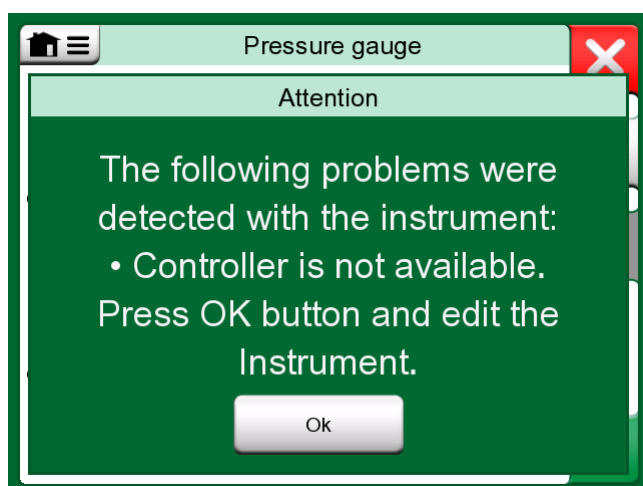 Pressure gauge
Attention
The following problems were
detected with the instrument:
• Controller is not available.
Press OK button and edit the
Instrument.
Ok